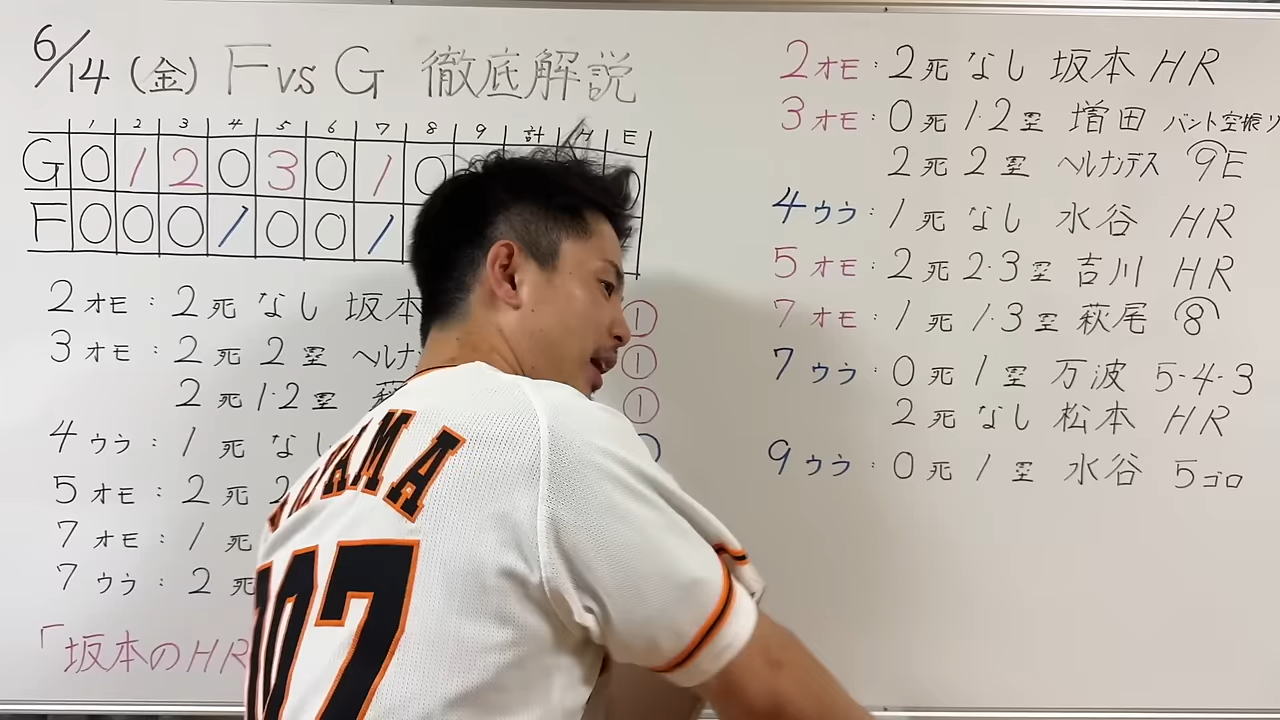 6/14 (金) F vs G 徹底解説
1 2 3 4 5 6 7 8 9 計 H E
G 0 1 2 0 3 0 1 0
F 0 0 0 1 0 0 1
2オモ : 2死 なし 坂本
①
3オモ : 2死 2塁 ヘルナ
①
2死 1・2塁
①
4ウラ : 1死 なし
5オモ : 2死 2
7オモ : 1死
7ウラ : 2死
「坂本のHR
2オモ : 2死 なし 坂本 HR
3オモ : 0死 1・2塁 増田 バント空振り
2死 2塁 ヘルナンデス ⑨E
4ウラ : 1死 なし 水谷 HR
5オモ : 2死 2・3塁 吉川 HR
7オモ : 1死 1・3塁 萩尾 ⑧
7ウラ : 0死 1塁 万波 5-4-3
2死 なし 松本 HR
9ウラ : 0死 1塁 水谷 5ゴロ
YAMA
107